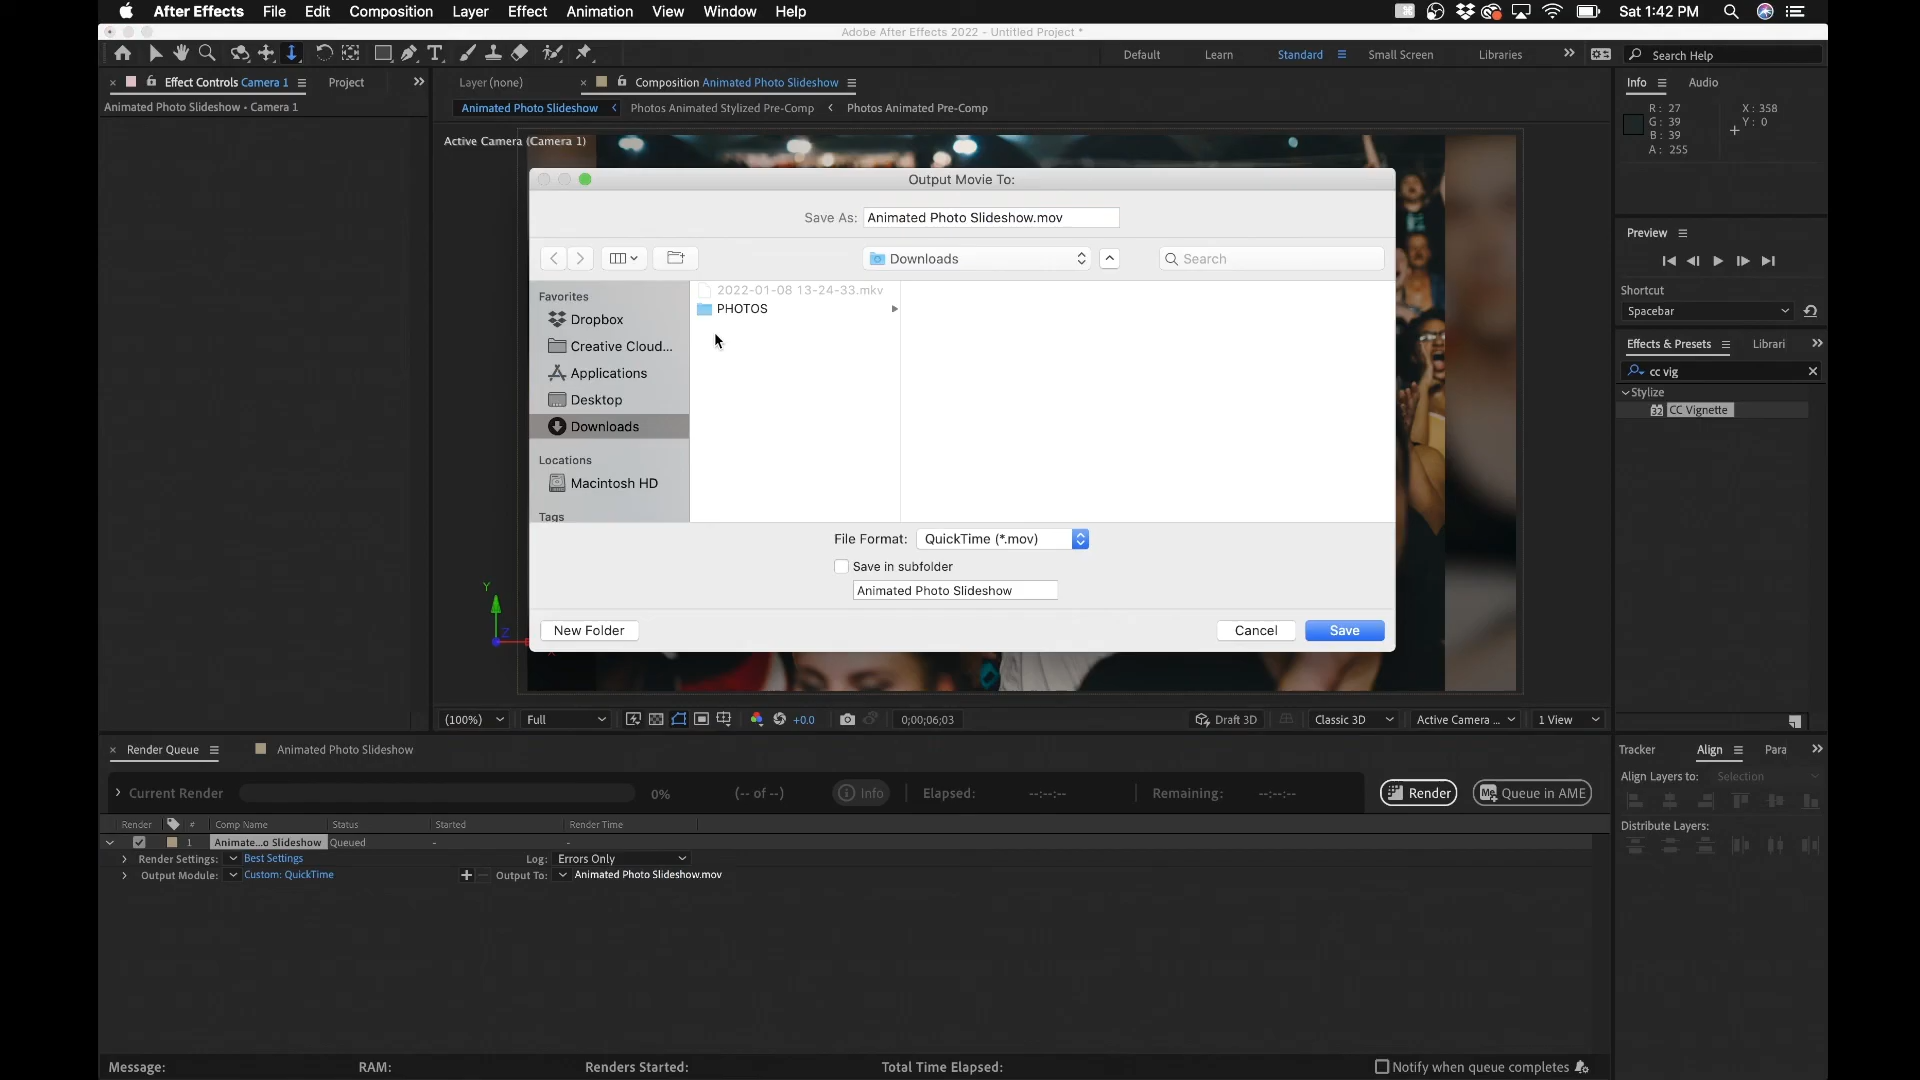 After Effects File Edit Composition Layer Effect Animation View Window Help Sat 1:42 PM
Adobe After Effects 2022 - Untitled Project *
Default Learn Standard Small Screen Libraries Search Help
Effect Controls Camera 1 Project Layer (none) Composition Animated Photo Slideshow Info Audio
Animated Photo Slideshow • Camera 1 Animated Photo Slideshow Photos Animated Stylized Pre-Comp Photos Animated Pre-Comp
R: 27 X: 358
G: 39 Y: 0
B: 39
A: 255
Active Camera (Camera 1)
Output Movie To:
Save As: Animated Photo Slideshow.mov
Downloads Search
Favorites
Dropbox
Creative Cloud...
Applications
Desktop
Downloads
Locations
Macintosh HD
Tags
2022-01-08 13-24-33.mkv
PHOTOS
File Format: QuickTime (*.mov)
Save in subfolder
Animated Photo Slideshow
New Folder Cancel Save
Preview
Shortcut
Spacebar
Effects & Presets Librari
cc vig
Stylize
32 CC Vignette
Y
Z
X
(100%) Full +0.0 0;00;06;03 Draft 3D Classic 3D Active Camera ... 1 View
Render Queue Animated Photo Slideshow
Current Render 0% (-- of --) Info Elapsed: --:--:-- Remaining: --:--:-- Render Me Queue in AME
Render # Comp Name Status Started Render Time
1 Animate...o Slideshow Queued - -
Render Settings: Best Settings Log: Errors Only
Output Module: Custom: QuickTime + Output To: Animated Photo Slideshow.mov
Tracker Align Para
Align Layers to: Selection
Distribute Layers:
Message: RAM: Renders Started: Total Time Elapsed: Notify when queue completes